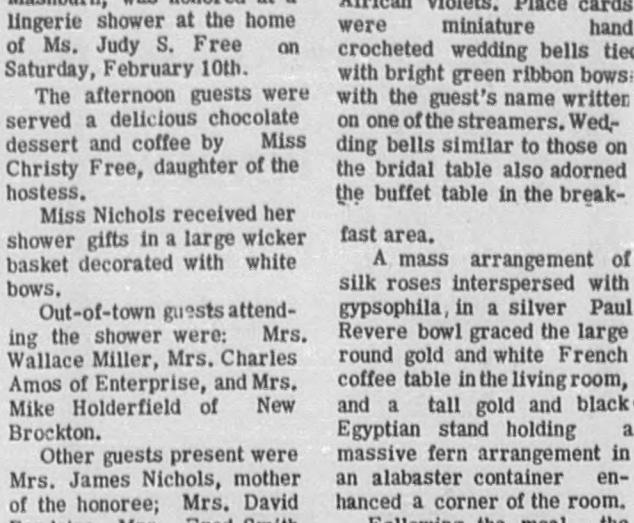 lingerie shower at the home
of Ms. Judy S. Free on
Saturday, February 10th.
The afternoon guests were
served a delicious chocolate
dessert and coffee by Miss
Christy Free, daughter of the
hostess.
Miss Nichols received her
shower gifts in a large wicker
basket decorated with white
bows.
Out-of-town guests attend-
ing the shower were: Mrs.
Wallace Miller, Mrs. Charles
Amos of Enterprise, and Mrs.
Mike Holderfield of New
Brockton.
Other guests present were
Mrs. James Nichols, mother
of the honoree; Mrs. David
African violets. Place cards
were miniature hand
crocheted wedding bells tied
with bright green ribbon bows
with the guest's name written
on one of the streamers. Wed-
ding bells similar to those on
the bridal table also adorned
the buffet table in the break-
fast area.
A mass arrangement of
silk roses interspersed with
gypsophila, in a silver Paul
Revere bowl graced the large
round gold and white French
coffee table in the living room,
and a tall gold and black
Egyptian stand holding a
massive fern arrangement in
an alabaster container en-
hanced a corner of the room.
Following the meal, the